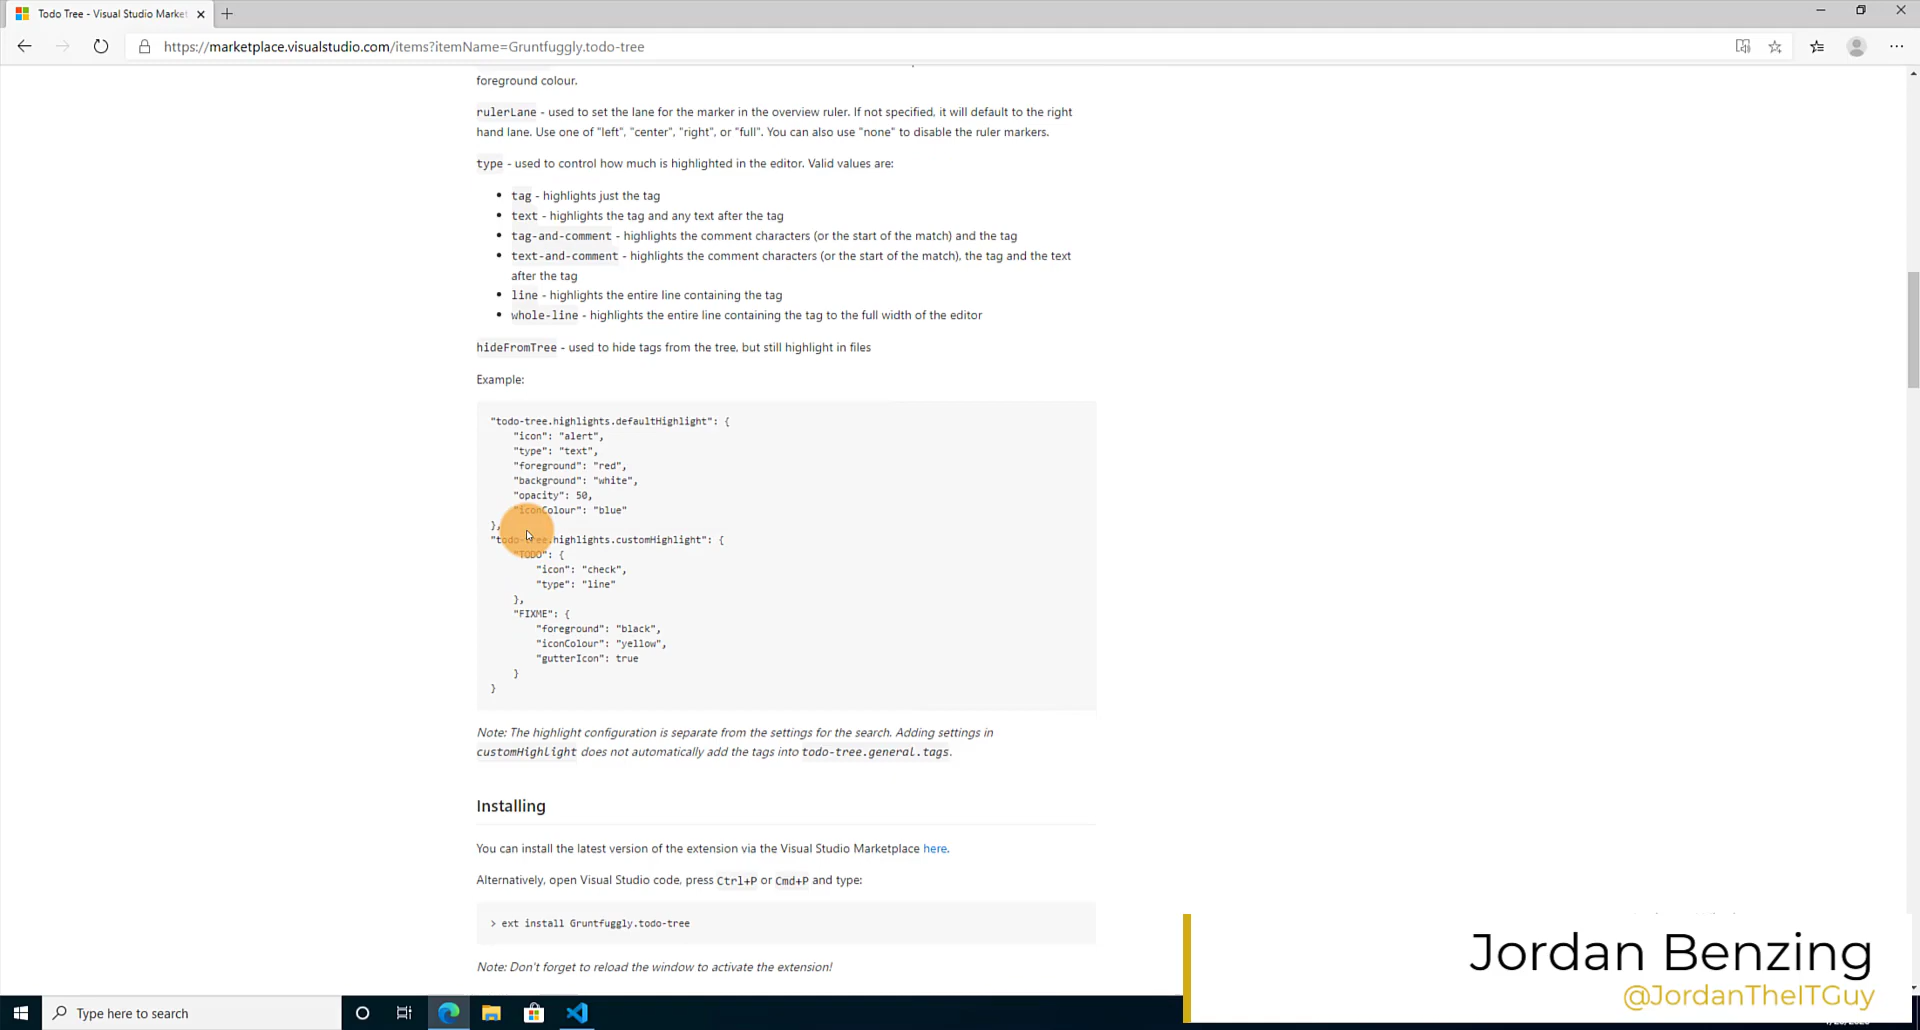 Todo Tree - Visual Studio Market
https://marketplace.visualstudio.com/items?itemName=Gruntfuggly.todo-tree
foreground colour.
rulerLane - used to set the lane for the marker in the overview ruler. If not specified, it will default to the right
hand lane. Use one of "left", "center", "right", or "full". You can also use "none" to disable the ruler markers.
type - used to control how much is highlighted in the editor. Valid values are:
• tag - highlights just the tag
• text - highlights the tag and any text after the tag
• tag-and-comment - highlights the comment characters (or the start of the match) and the tag
• text-and-comment - highlights the comment characters (or the start of the match), the tag and the text
after the tag
• line - highlights the entire line containing the tag
• whole-line - highlights the entire line containing the tag to the full width of the editor
hideFromTree - used to hide tags from the tree, but still highlight in files
Example:
"todo-tree.highlights.defaultHighlight": {
"icon": "alert",
"type": "text",
"foreground": "red",
"background": "white",
"opacity": 50,
"iconColour": "blue"
},
"todo-tree.highlights.customHighlight": {
"TODO": {
"icon": "check",
"type": "line"
},
"FIXME": {
"foreground": "black",
"iconColour": "yellow",
"gutterIcon": true
}
}
Note: The highlight configuration is separate from the settings for the search. Adding settings in
customHighlight does not automatically add the tags into todo-tree.general.tags.
Installing
You can install the latest version of the extension via the Visual Studio Marketplace here.
Alternatively, open Visual Studio code, press Ctrl+P or Cmd+P and type:
> ext install Gruntfuggly.todo-tree
Note: Don't forget to reload the window to activate the extension!
Jordan Benzing
@JordanTheITGuy
Type here to search